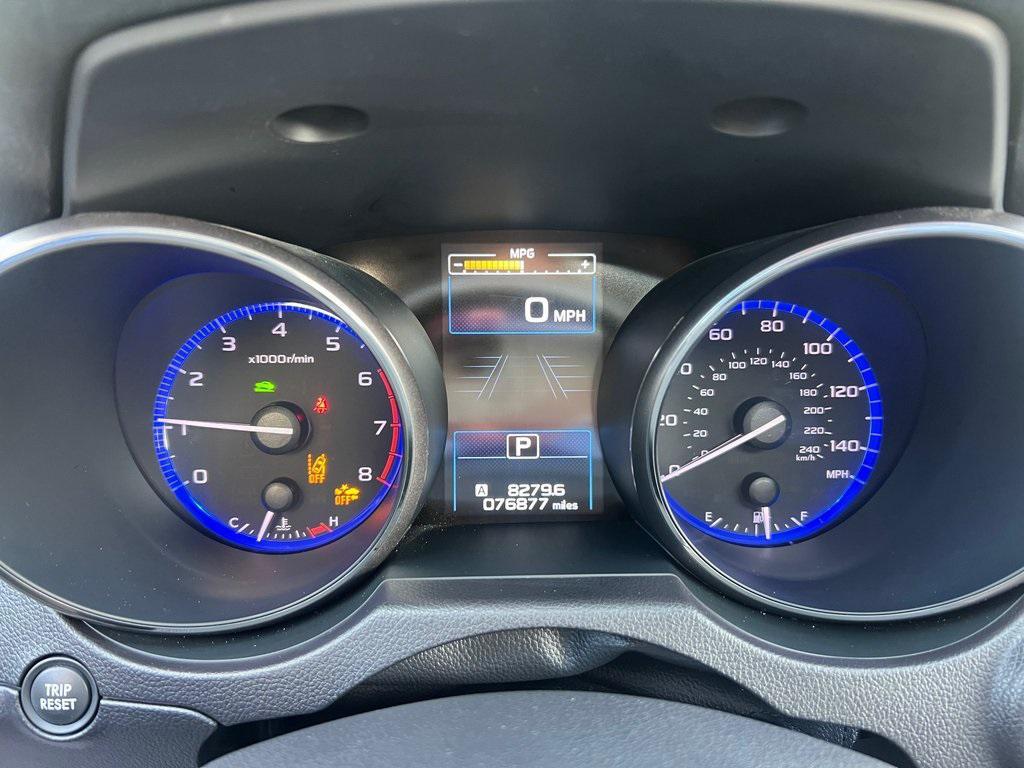 MPG
- +
0 MPH
P
A 8279.6
076877 miles
0 1 2 3 4 5 6 7 8
x1000r/min
OFF
OFF
C H
60 80 100 120 140
MPH
20 40 60 80 100 120 140 160 180 200 220 240
km/h
E F
TRIP
RESET